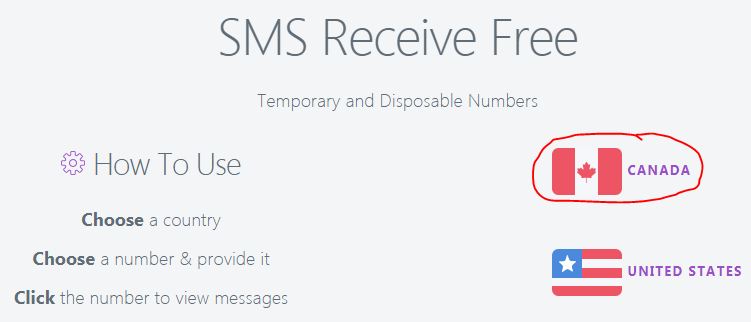 SMS Receive Free
Temporary and Disposable Numbers
How To Use
Choose a country
Choose a number & provide it
Click the number to view messages
CANADA
UNITED STATES